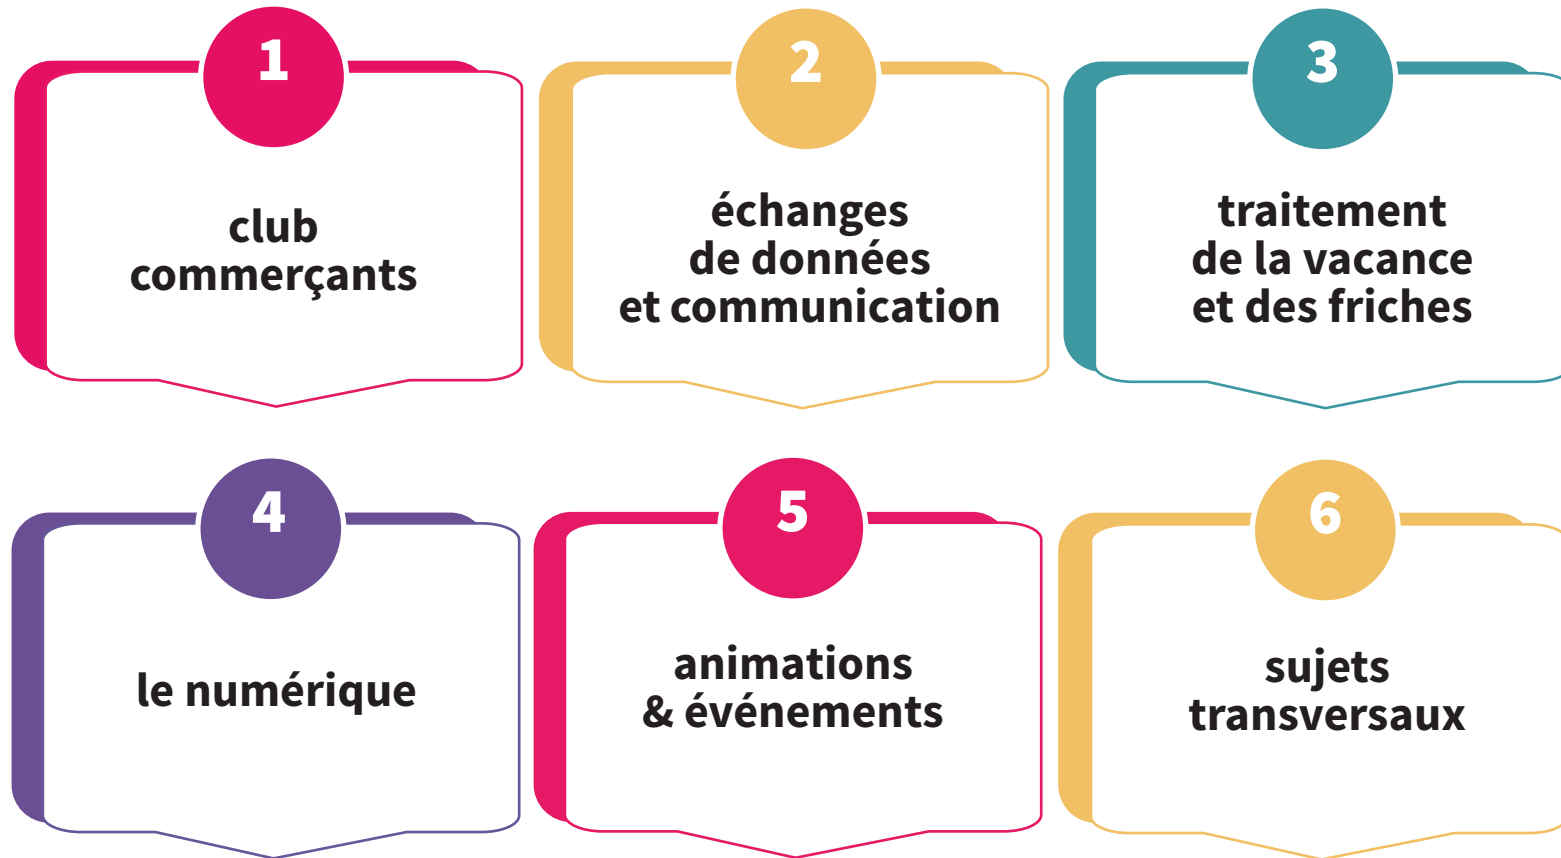 1
club
commerçants
2
échanges
de données
et communication
3
traitement
de la vacance
et des friches
4
le numérique
5
animations
& événements
6
sujets
transversaux